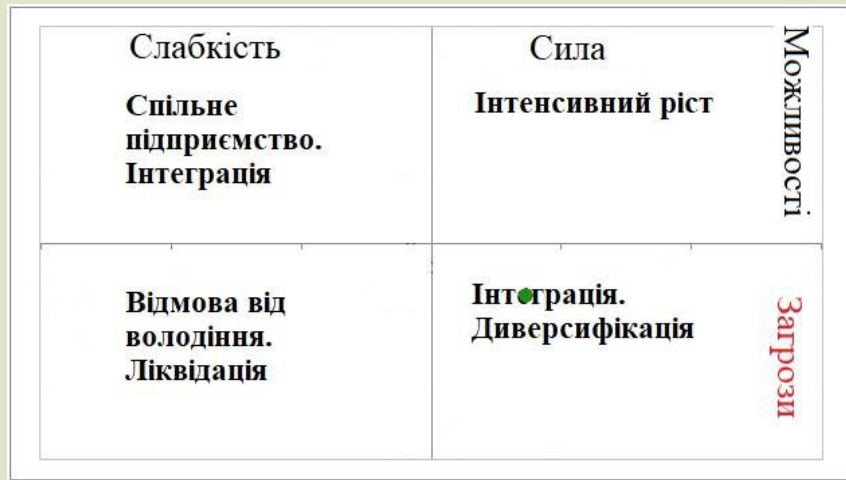 Слабкість
Сила
Можливості
Спільне
підприємство.
Інтеграція
Інтенсивний ріст
Відмова від
володіння.
Ліквідація
Інтеграція.
Диверсифікація
Загрози